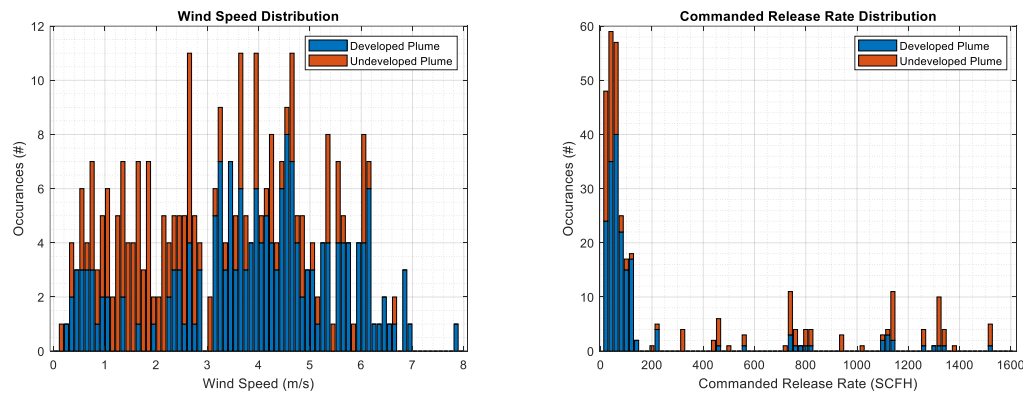 Wind Speed Distribution
12
10
8
6
4
2
0
Occurances (#)
Developed Plume
Undeveloped Plume
0 1 2 3 4 5 6 7 8
Wind Speed (m/s)
Commanded Release Rate Distribution
60
50
40
30
20
10
0
Occurances (#)
Developed Plume
Undeveloped Plume
0 200 400 600 800 1000 1200 1400 1600
Commanded Release Rate (SCFH)